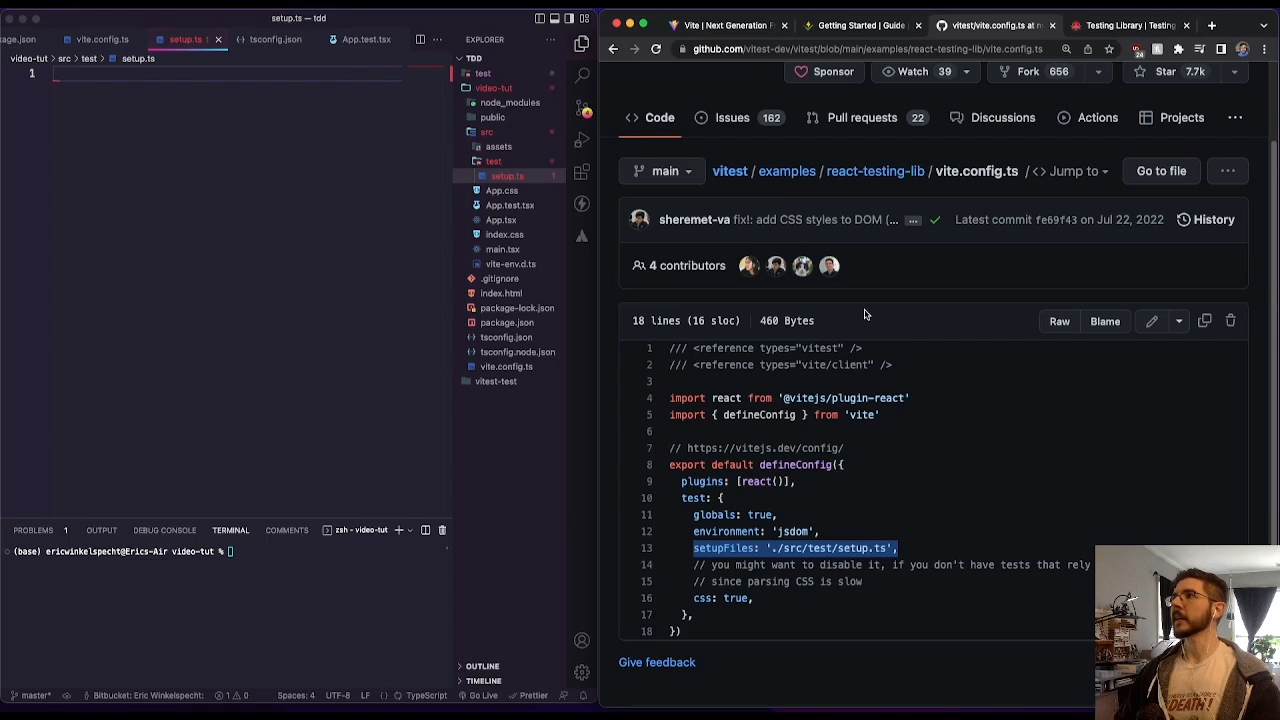 setup.ts — tdd
kage.json
vite.config.ts
setup.ts 1
tsconfig.json
App.test.tsx
video-tut > src > test > setup.ts
1
EXPLORER
TDD
test
video-tut
node_modules
public
src
assets
test
setup.ts 1
App.css
App.test.tsx
App.tsx
index.css
main.tsx
vite-env.d.ts
.gitignore
index.html
package-lock.json
package.json
tsconfig.json
tsconfig.node.json
vite.config.ts
vitest-test
OUTLINE
TIMELINE
PROBLEMS 1 OUTPUT DEBUG CONSOLE TERMINAL COMMENTS zsh - video-tut
(base) ericwinkelspecht@Erics-Air video-tut %
master* Bitbucket: Eric Winkelspecht: 1 0 Spaces: 4 UTF-8 LF { } TypeScript Go Live Prettier
Vite | Next Generation F
Getting Started | Guide
vitest/vite.config.ts at m
Testing Library | Testing
github.com/vitest-dev/vitest/blob/main/examples/react-testing-lib/vite.config.ts
24
Sponsor Watch 39 Fork 656 Star 7.7k
Code Issues 162 Pull requests 22 Discussions Actions Projects
main vitest / examples / react-testing-lib / vite.config.ts / <> Jump to Go to file
sheremet-va fix!: add CSS styles to DOM (... Latest commit fe69f43 on Jul 22, 2022 History
4 contributors
18 lines (16 sloc) 460 Bytes Raw Blame
1 /// <reference types="vitest" />
2 /// <reference types="vite/client" />
3
4 import react from '@vitejs/plugin-react'
5 import { defineConfig } from 'vite'
6
7 // https://vitejs.dev/config/
8 export default defineConfig({
9 plugins: [react()],
10 test: {
11 globals: true,
12 environment: 'jsdom',
13 setupFiles: './src/test/setup.ts',
14 // you might want to disable it, if you don't have tests that rely
15 // since parsing CSS is slow
16 css: true,
17 },
18 })
Give feedback
DEATH!